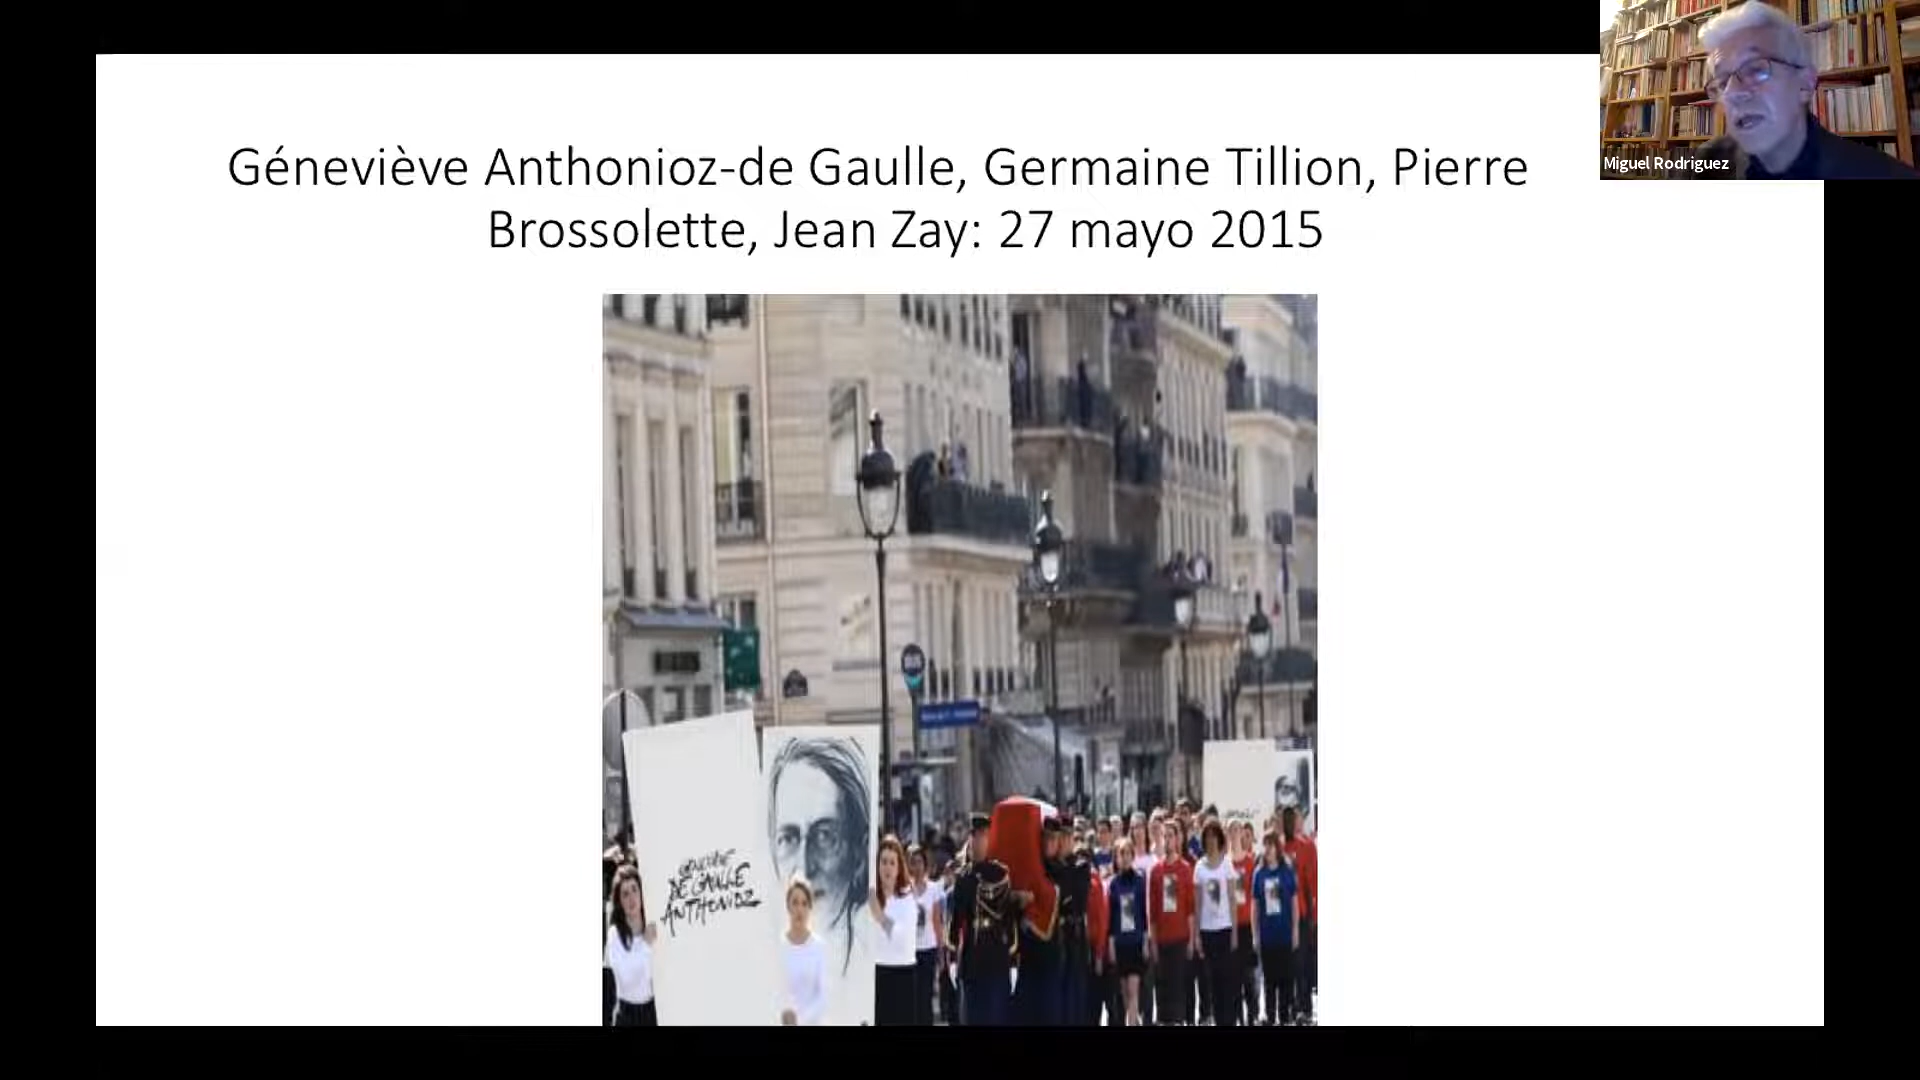 Géneviève Anthonioz-de Gaulle, Germaine Tillion, Pierre
Brossolette, Jean Zay: 27 mayo 2015
Miguel Rodriguez
DE GAULLE
ANTHONIOZ